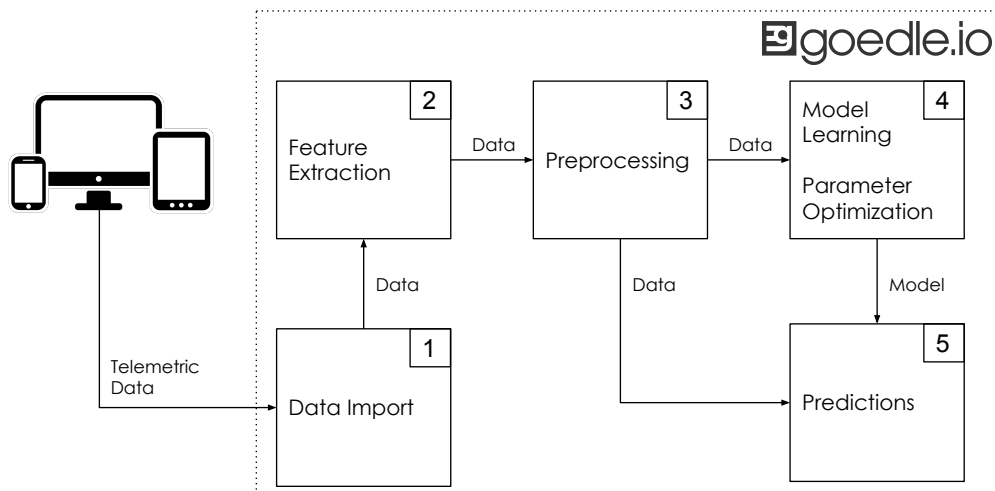 goedle.io
2
Feature
Extraction
Data
3
Preprocessing
Data
4
Model
Learning
Parameter
Optimization
Data
Data
Model
Telemetric
Data
1
Data Import
5
Predictions